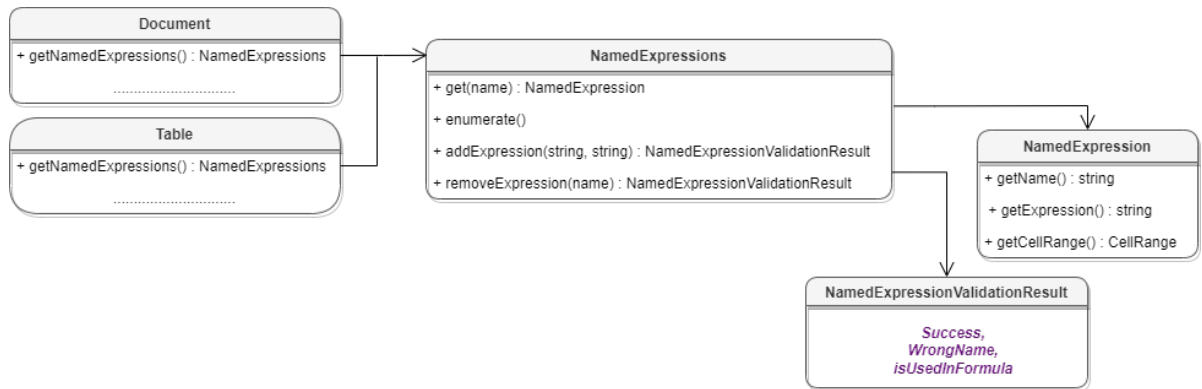 Document
+ getNamedExpressions() : NamedExpressions
..............................
Table
+ getNamedExpressions() : NamedExpressions
..............................
NamedExpressions
+ get(name) : NamedExpression
+ enumerate()
+ addExpression(string, string) : NamedExpressionValidationResult
+ removeExpression(name) : NamedExpressionValidationResult
NamedExpression
+ getName() : string
+ getExpression() : string
+ getCellRange() : CellRange
NamedExpressionValidationResult
Success,
WrongName,
isUsedInFormula